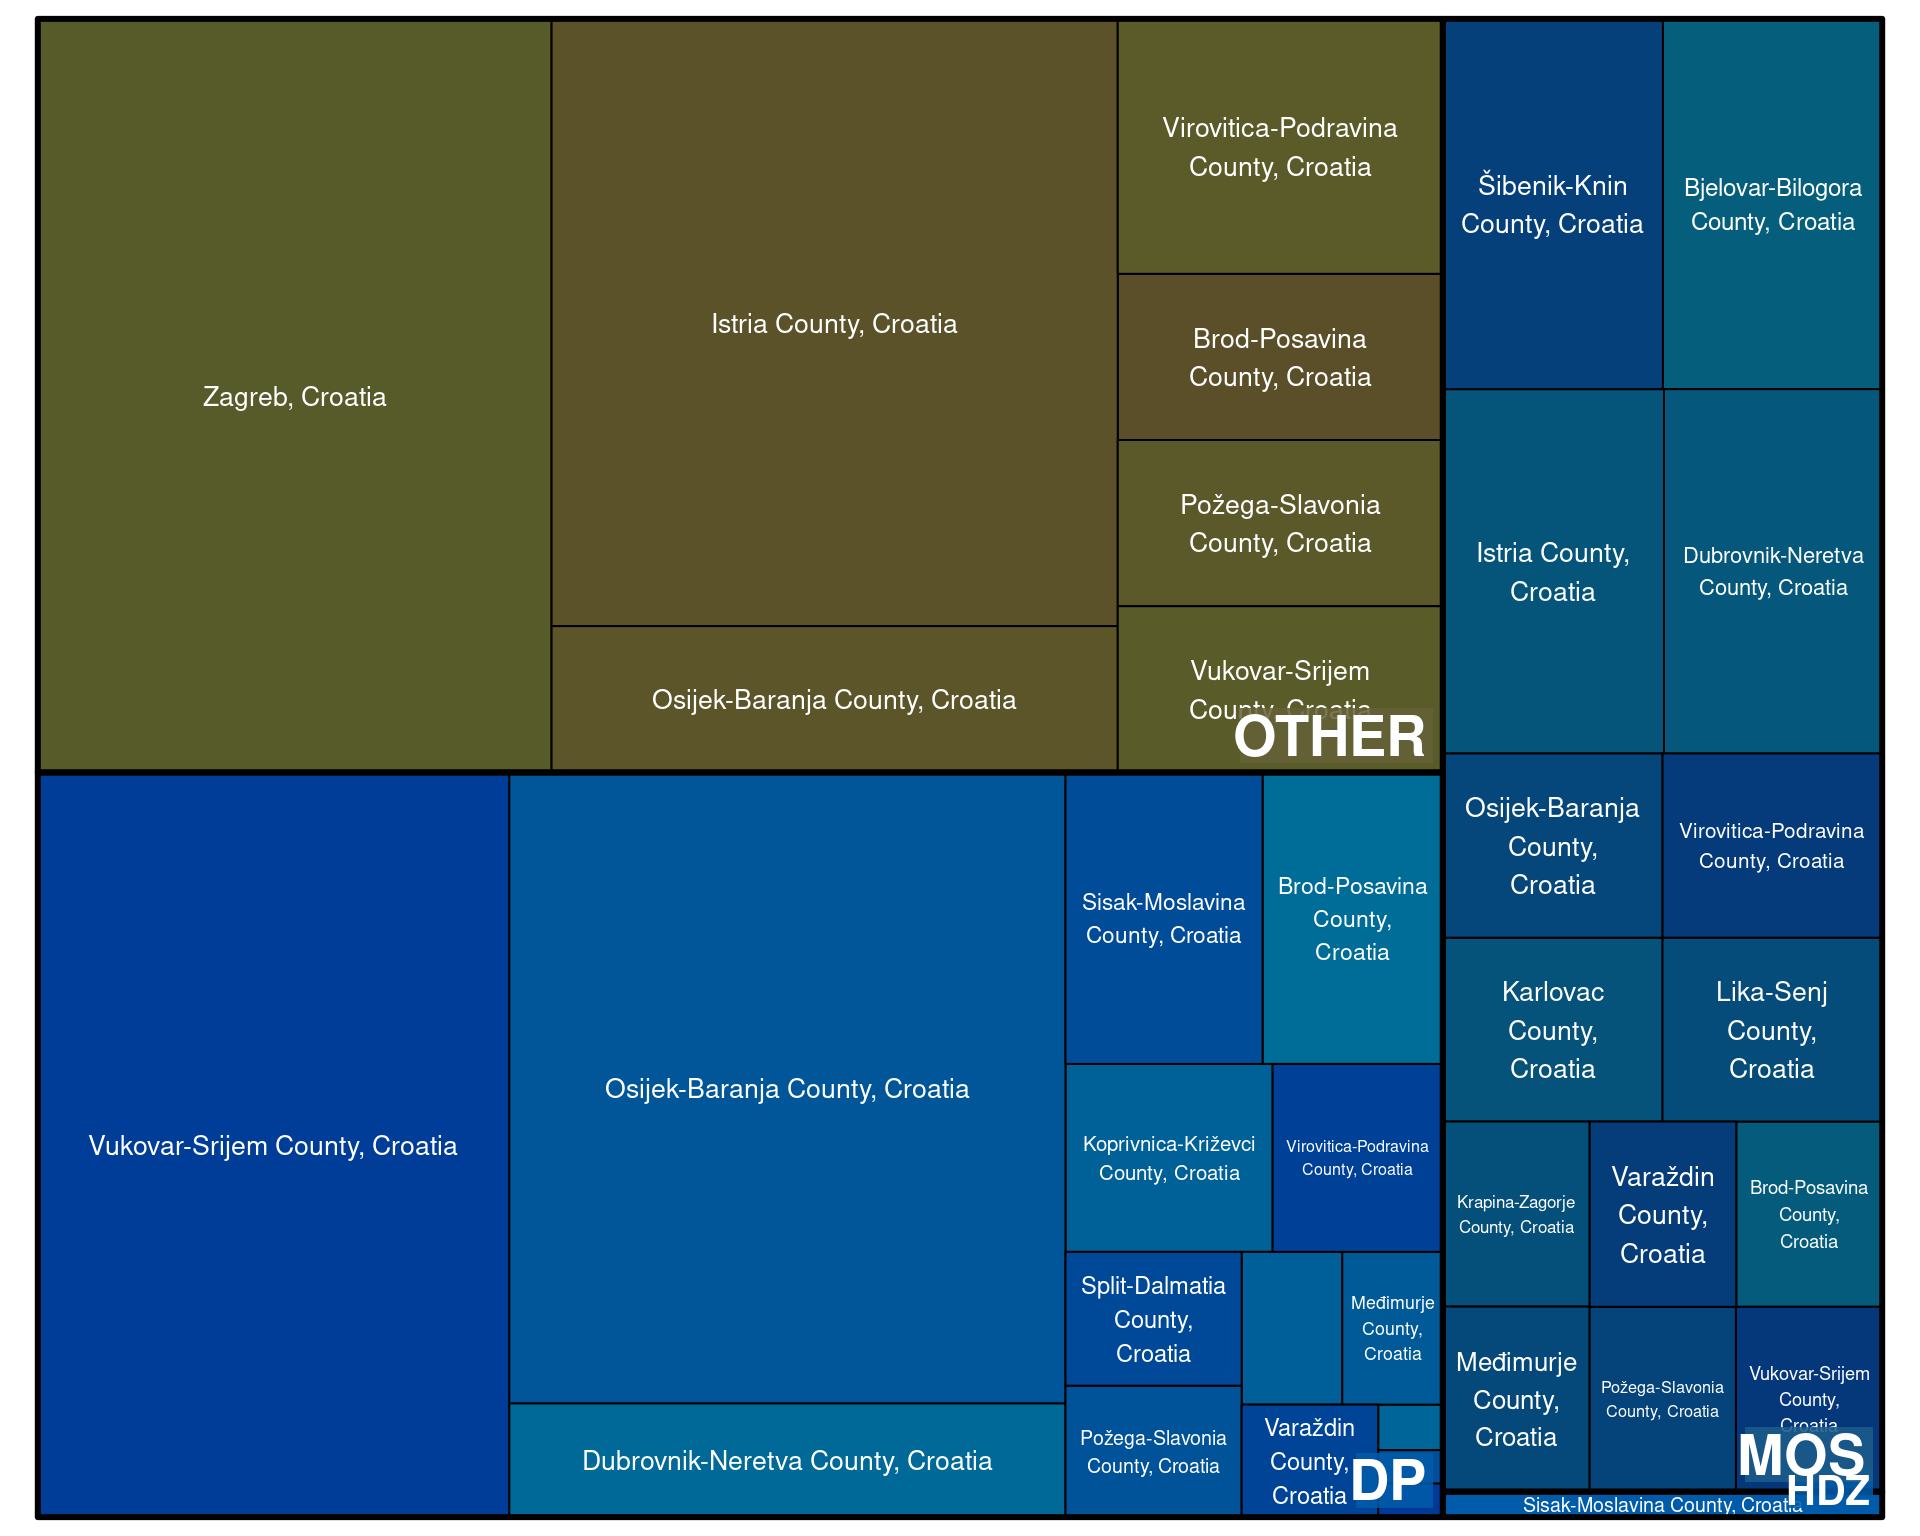 Zagreb, Croatia
Istria County, Croatia
Osijek-Baranja County, Croatia
Virovitica-Podravina
County, Croatia
Brod-Posavina
County, Croatia
Požega-Slavonia
County, Croatia
Vukovar-Srijem
County, Croatia
OTHER
Vukovar-Srijem County, Croatia
Osijek-Baranja County, Croatia
Dubrovnik-Neretva County, Croatia
Sisak-Moslavina
County, Croatia
Brod-Posavina
County,
Croatia
Koprivnica-Križevci
County, Croatia
Virovitica-Podravina
County, Croatia
Split-Dalmatia
County,
Croatia
Međimurje
County,
Croatia
Požega-Slavonia
County, Croatia
Varaždin
County,
Croatia
DP
Šibenik-Knin
County, Croatia
Bjelovar-Bilogora
County, Croatia
Istria County,
Croatia
Dubrovnik-Neretva
County, Croatia
Osijek-Baranja
County,
Croatia
Virovitica-Podravina
County, Croatia
Karlovac
County,
Croatia
Lika-Senj
County,
Croatia
Krapina-Zagorje
County, Croatia
Varaždin
County,
Croatia
Brod-Posavina
County,
Croatia
Međimurje
County,
Croatia
Požega-Slavonia
County, Croatia
Vukovar-Srijem
County,
Croatia
MOS
HDZ
Sisak-Moslavina County, Croatia